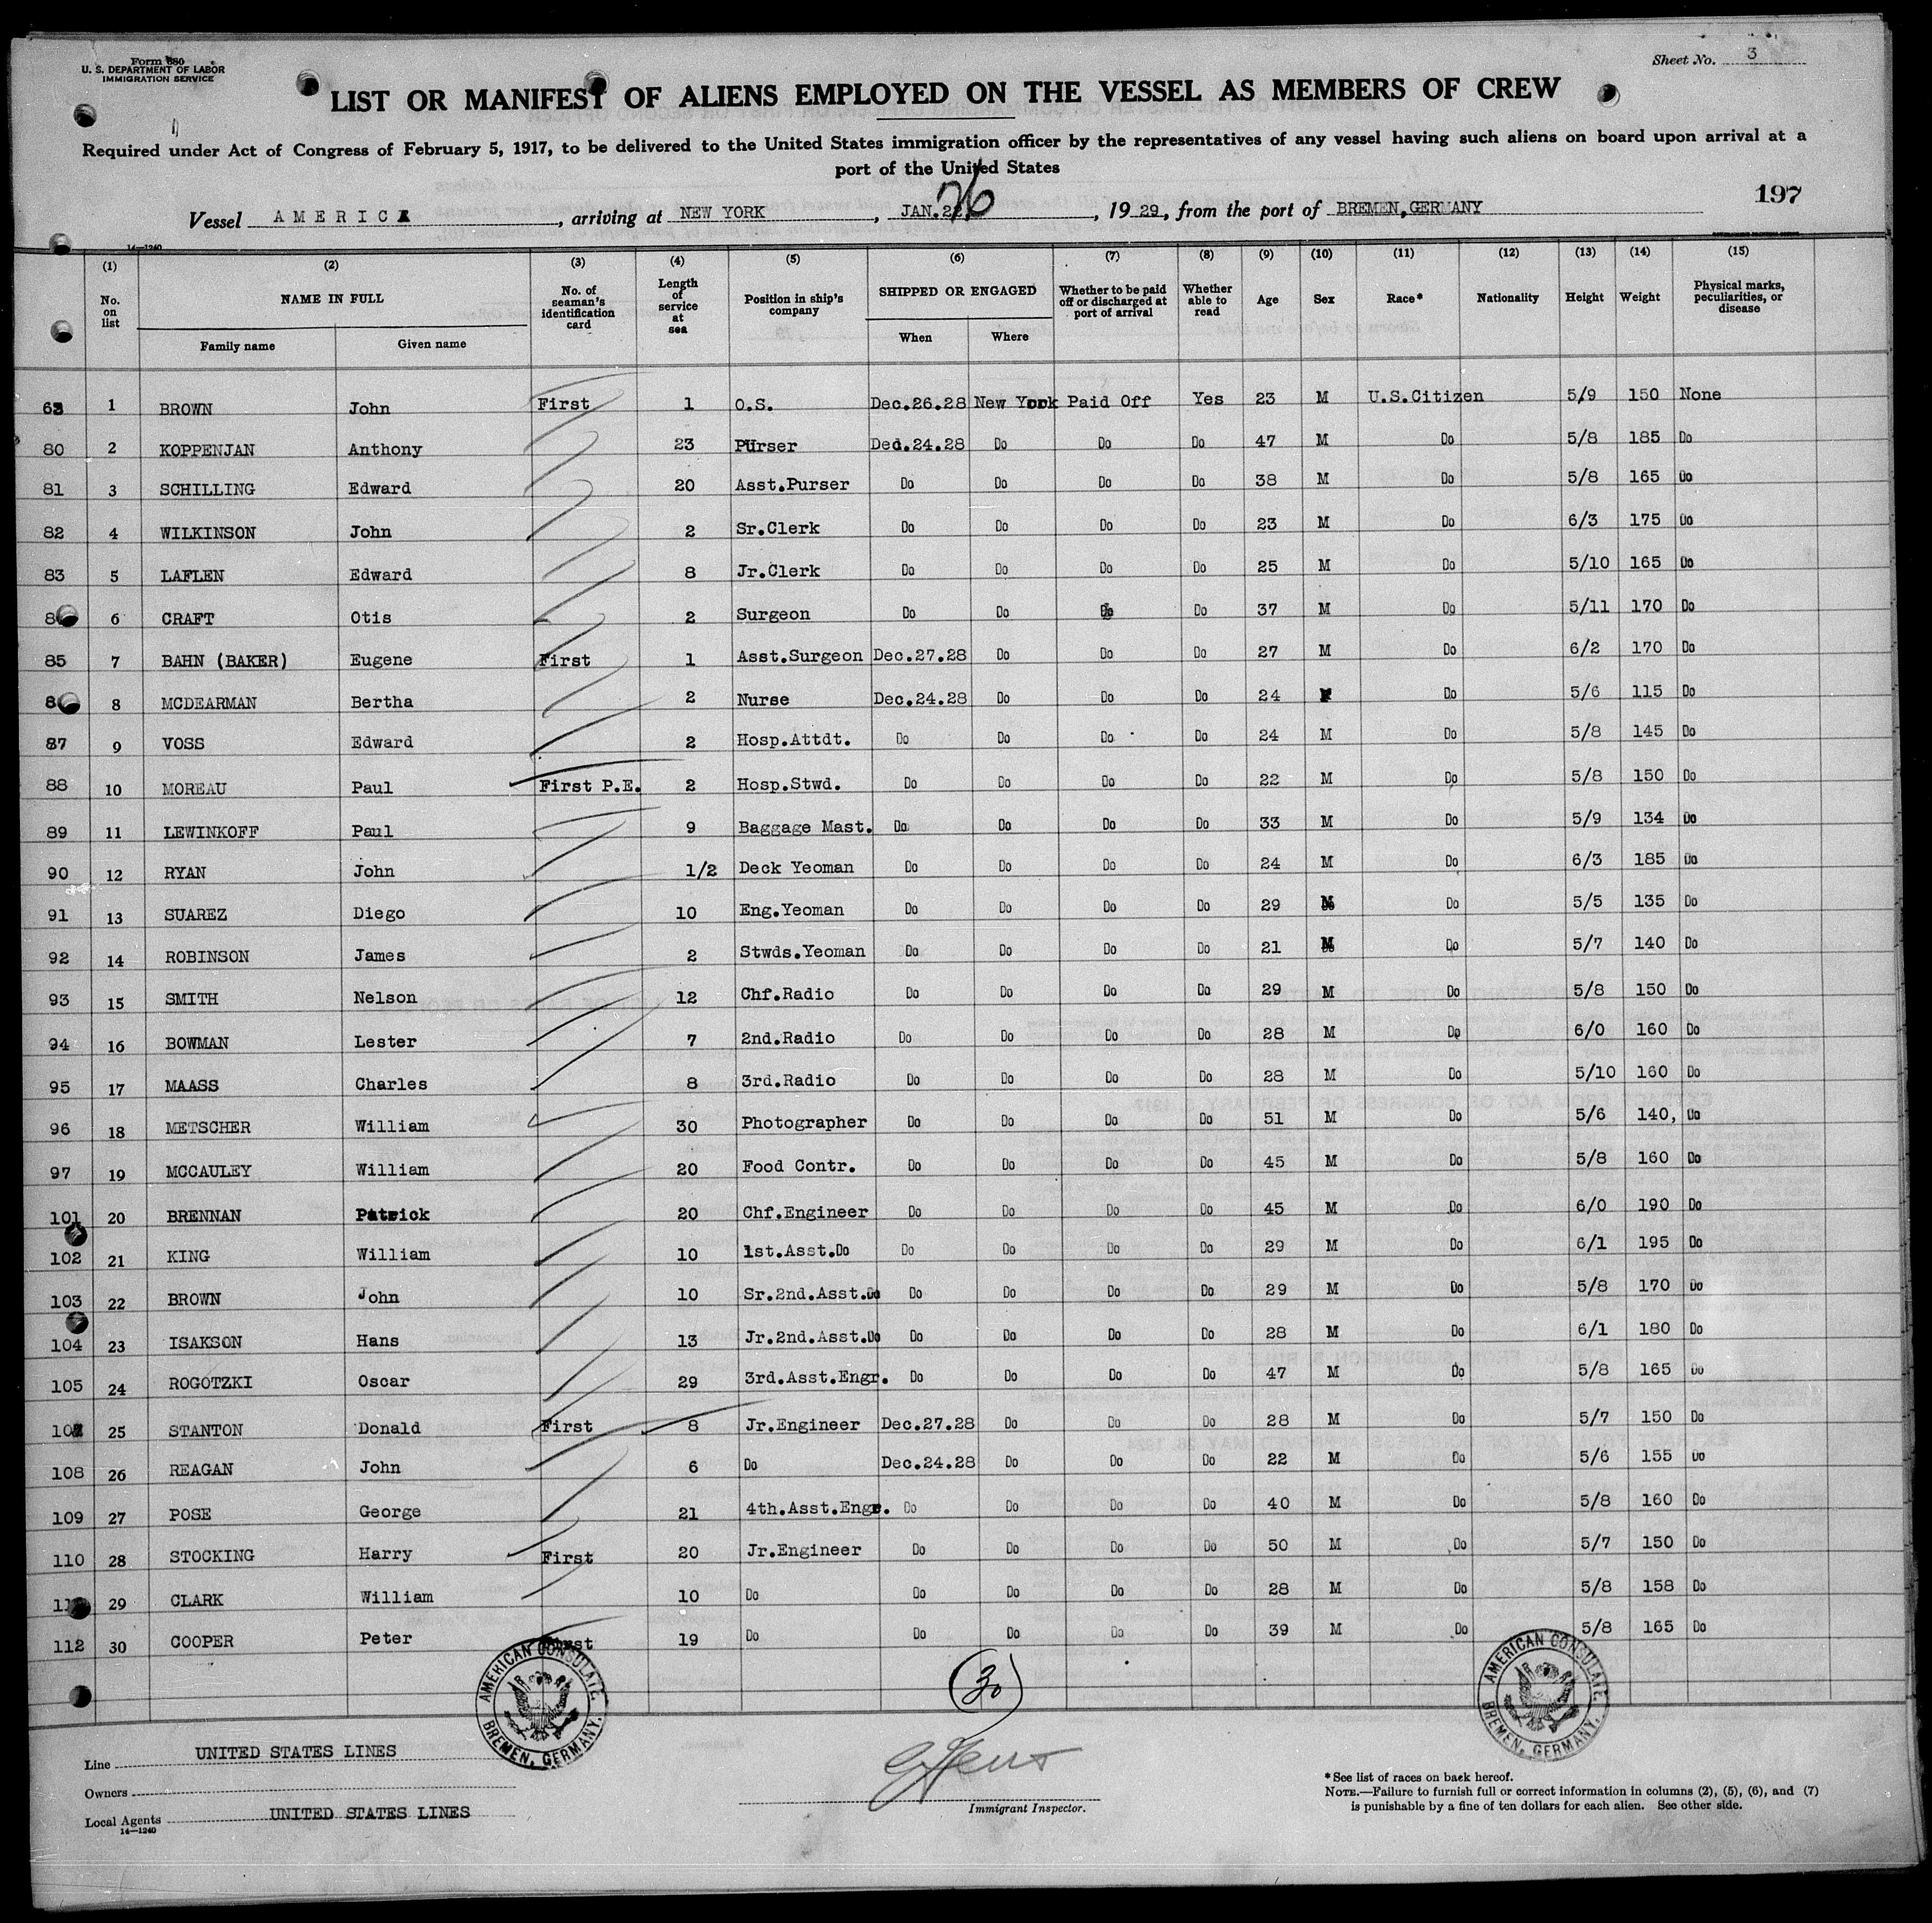 Form 680
U. S. DEPARTMENT OF LABOR
IMMIGRATION SERVICE
Sheet No. 3
LIST OR MANIFEST OF ALIENS EMPLOYED ON THE VESSEL AS MEMBERS OF CREW
Required under Act of Congress of February 5, 1917, to be delivered to the United States immigration officer by the representatives of any vessel having such aliens on board upon arrival at a
port of the United States
197
Vessel AMERICA, arriving at NEW YORK, JAN. 26, 1929, from the port of BREMEN, GERMANY
14—1240
(1) (2) (3) (4) (5) (6) (7) (8) (9) (10) (11) (12) (13) (14) (15)
No. on list NAME IN FULL No. of seaman's identification card Length of service at sea Position in ship's company SHIPPED OR ENGAGED Whether to be paid off or discharged at port of arrival Whether able to read Age Sex Race* Nationality Height Weight Physical marks, peculiarities, or disease
Family name Given name When Where
1 BROWN John First 1 O.S. Dec.26.28 New York Paid Off Yes 23 M U.S.Citizen 5/9 150 None
80 2 KOPPENJAN Anthony 23 Purser Dec.24.28 Do Do Do 47 M Do 5/8 185 Do
81 3 SCHILLING Edward 20 Asst.Purser Do Do Do Do 38 M Do 5/8 165 Do
82 4 WILKINSON John 2 Sr.Clerk Do Do Do Do 23 M Do 6/3 175 Do
83 5 LAFLEN Edward 8 Jr.Clerk Do Do Do Do 25 M Do 5/10 165 Do
6 CRAFT Otis 2 Surgeon Do Do Do Do 37 M Do 5/11 170 Do
85 7 BAHN (BAKER) Eugene First 1 Asst.Surgeon Dec.27.28 Do Do Do 27 M Do 6/2 170 Do
8 MCDEARMAN Bertha 2 Nurse Dec.24.28 Do Do Do 24 F Do 5/6 115 Do
87 9 VOSS Edward 2 Hosp.Attdt. Do Do Do Do 24 M Do 5/8 145 Do
88 10 MOREAU Paul First P.E. 2 Hosp.Stwd. Do Do Do Do 22 M Do 5/8 150 Do
89 11 LEWINKOFF Paul 9 Baggage Mast. Do Do Do Do 33 M Do 5/9 134 Do
90 12 RYAN John 1/2 Deck Yeoman Do Do Do Do 24 M Do 6/3 185 Do
91 13 SUAREZ Diego 10 Eng.Yeoman Do Do Do Do 29 M Do 5/5 135 Do
92 14 ROBINSON James 2 Stwds.Yeoman Do Do Do Do 21 M Do 5/7 140 Do
93 15 SMITH Nelson 12 Chf.Radio Do Do Do Do 29 M Do 5/8 150 Do
94 16 BOWMAN Lester 7 2nd.Radio Do Do Do Do 28 M Do 6/0 160 Do
95 17 MAASS Charles 8 3rd.Radio Do Do Do Do 28 M Do 5/10 160 Do
96 18 METSCHER William 30 Photographer Do Do Do Do 51 M Do 5/6 140, Do
97 19 MCCAULEY William 20 Food Contr. Do Do Do Do 45 M Do 5/8 160 Do
101 20 BRENNAN Patrick 20 Chf.Engineer Do Do Do Do 45 M Do 6/0 190 Do
102 21 KING William 10 1st.Asst.Do Do Do Do Do 29 M Do 6/1 195 Do
103 22 BROWN John 10 Sr.2nd.Asst.Do Do Do Do Do 29 M Do 5/8 170 Do
104 23 ISAKSON Hans 13 Jr.2nd.Asst.Do Do Do Do Do 28 M Do 6/1 180 Do
105 24 ROGOTZKI Oscar 29 3rd.Asst.Engr. Do Do Do Do 47 M Do 5/8 165 Do
25 STANTON Donald First 8 Jr.Engineer Dec.27.28 Do Do Do 28 M Do 5/7 150 Do
108 26 REAGAN John 6 Do Dec.24.28 Do Do Do 22 M Do 5/6 155 Do
109 27 POSE George 21 4th.Asst.Engr. Do Do Do Do 40 M Do 5/8 160 Do
110 28 STOCKING Harry First 20 Jr.Engineer Do Do Do Do 50 M Do 5/7 150 Do
29 CLARK William 10 Do Do Do Do Do 28 M Do 5/8 158 Do
112 30 COOPER Peter First 19 Do Do Do Do Do 39 M Do 5/8 165 Do
30
AMERICAN CONSULATE, BREMEN, GERMANY.
AMERICAN CONSULATE, BREMEN, GERMANY.
Line UNITED STATES LINES
Owners
Local Agents UNITED STATES LINES
14—1240
Immigrant Inspector.
* See list of races on back hereof.
NOTE.—Failure to furnish full or correct information in columns (2), (5), (6), and (7)
is punishable by a fine of ten dollars for each alien. See other side.